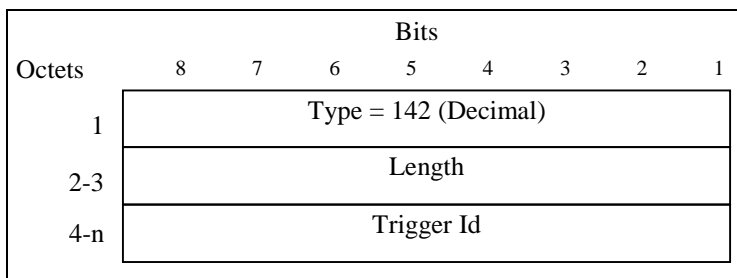 Bits
Octets 8 7 6 5 4 3 2 1
1 Type = 142 (Decimal)
2-3 Length
4-n Trigger Id